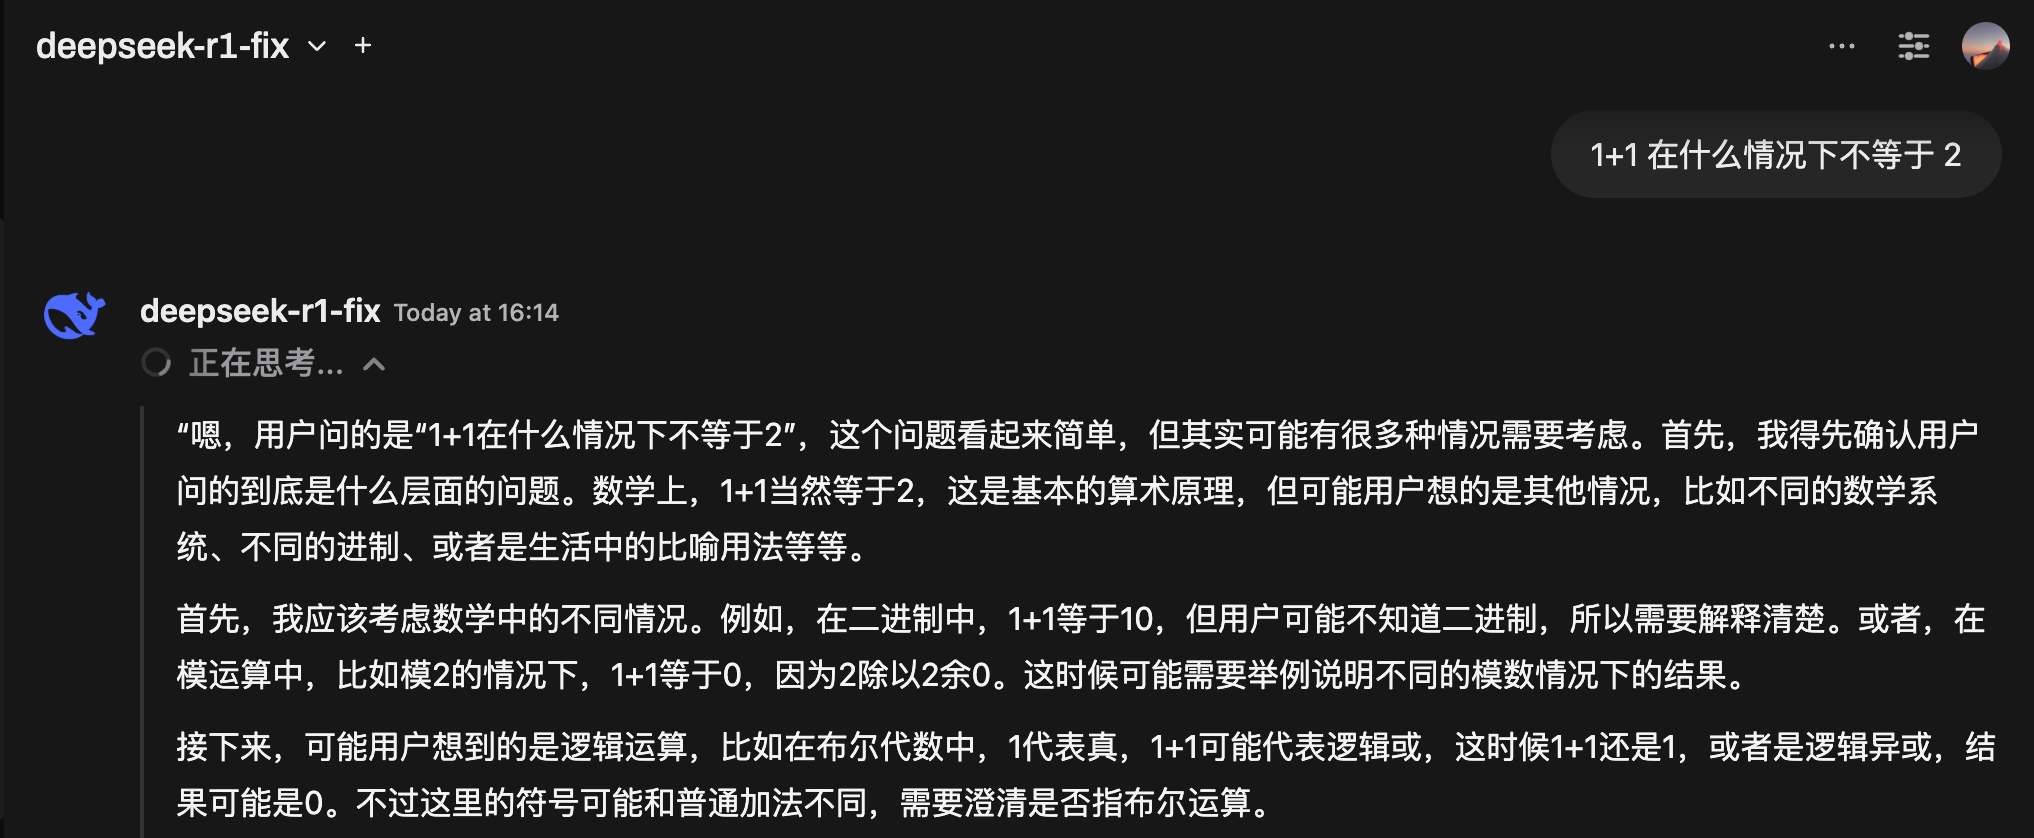 deepseek-r1-fix
1+1 在什么情况下不等于 2
deepseek-r1-fix Today at 16:14
正在思考...
“嗯，用户问的是“1+1在什么情况下不等于2”，这个问题看起来简单，但其实可能有很多种情况需要考虑。首先，我得先确认用户
问的到底是什么层面的问题。数学上，1+1当然等于2，这是基本的算术原理，但可能用户想的是其他情况，比如不同的数学系
统、不同的进制、或者是生活中的比喻用法等等。
首先，我应该考虑数学中的不同情况。例如，在二进制中，1+1等于10，但用户可能不知道二进制，所以需要解释清楚。或者，在
模运算中，比如模2的情况下，1+1等于0，因为2除以2余0。这时候可能需要举例说明不同的模数情况下的结果。
接下来，可能用户想到的是逻辑运算，比如在布尔代数中，1代表真，1+1可能代表逻辑或，这时候1+1还是1，或者是逻辑异或，结
果可能是0。不过这里的符号可能和普通加法不同，需要澄清是否指布尔运算。